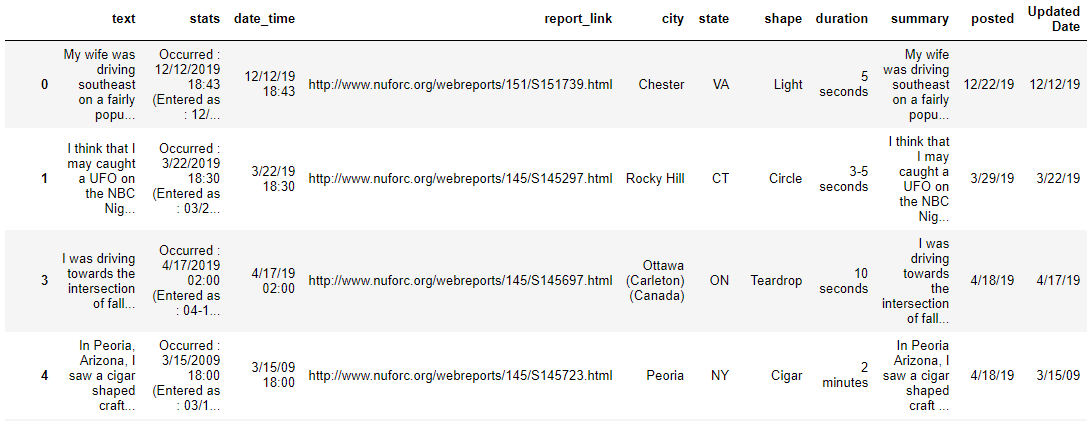 text stats date_time report_link city state shape duration summary posted Updated Date
0 My wife was driving southeast on a fairly popu... Occurred : 12/12/2019 18:43 (Entered as : 12/... 12/12/19 18:43 http://www.nuforc.org/webreports/151/S151739.html Chester VA Light 5 seconds My wife was driving southeast on a fairly popu... 12/22/19 12/12/19
1 I think that I may caught a UFO on the NBC Nig... Occurred : 3/22/2019 18:30 (Entered as : 03/2... 3/22/19 18:30 http://www.nuforc.org/webreports/145/S145297.html Rocky Hill CT Circle 3-5 seconds I think that I may caught a UFO on the NBC Nig... 3/29/19 3/22/19
3 I was driving towards the intersection of fall... Occurred : 4/17/2019 02:00 (Entered as : 04-1... 4/17/19 02:00 http://www.nuforc.org/webreports/145/S145697.html Ottawa (Carleton) (Canada) ON Teardrop 10 seconds I was driving towards the intersection of fall... 4/18/19 4/17/19
4 In Peoria, Arizona, I saw a cigar shaped craft... Occurred : 3/15/2009 18:00 (Entered as : 03/1... 3/15/09 18:00 http://www.nuforc.org/webreports/145/S145723.html Peoria NY Cigar 2 minutes In Peoria Arizona, I saw a cigar shaped craft ... 4/18/19 3/15/09